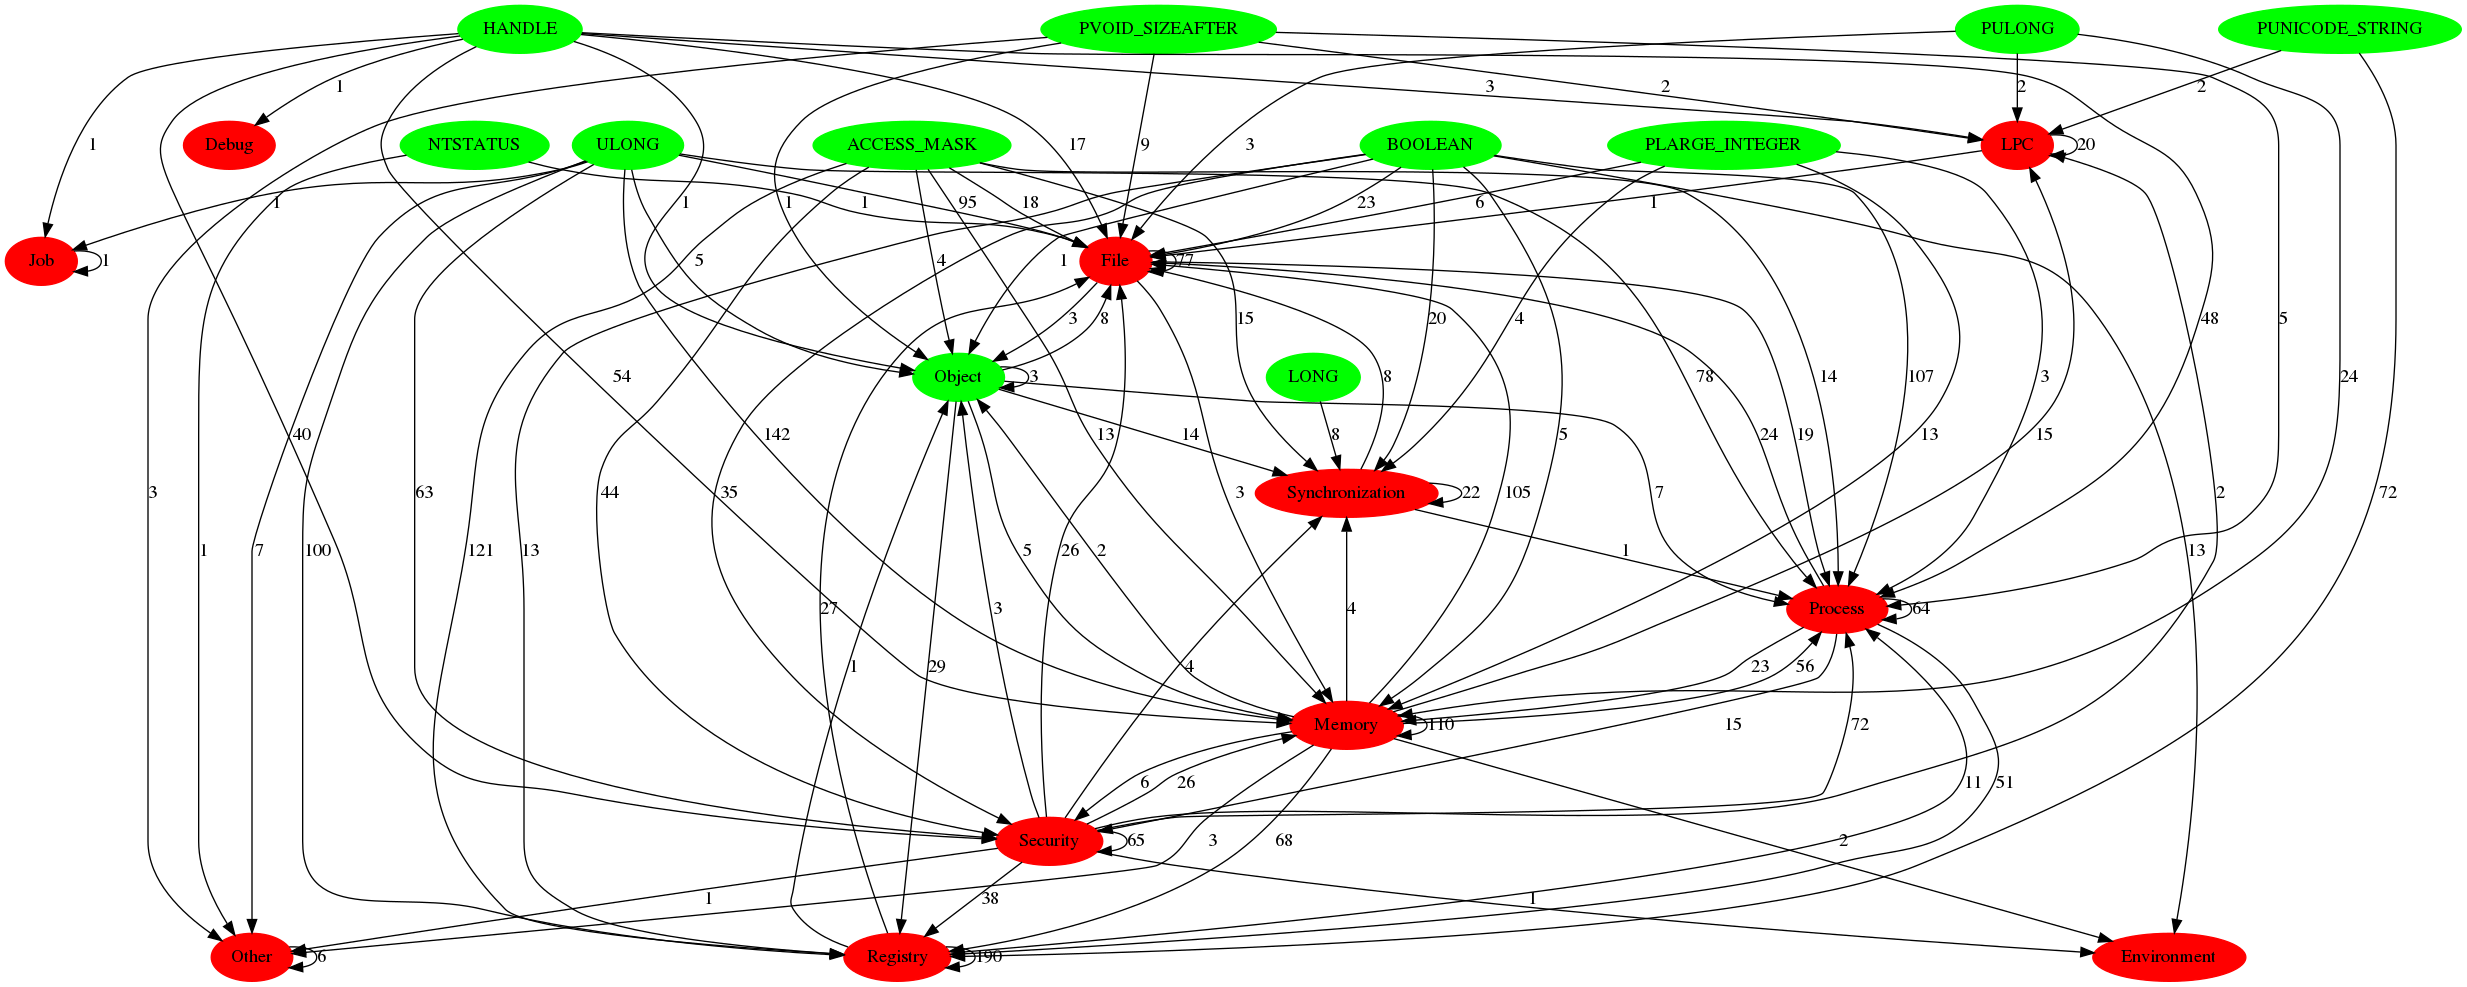 HANDLE PVOID_SIZEAFTER PULONG PUNICODE_STRING
1 3 2 2 2
Debug NTSTATUS ULONG ACCESS_MASK BOOLEAN PLARGE_INTEGER LPC 20
1 17 9 3
1 1 1 1 95 18 23 6 1
Job 1 5 4 1 File 77
3 8 15 20 4 3 48 5
54 Object 3 LONG 8 78 14 107 24
40 142 13 14 8 5 24 19 13 15
3 63 44 35 3 Synchronization 22 105 7 2 72
1 7 100 121 13 26 5 2 1 13
27 3 4 Process 64
1 29 4 23 56
Memory 110 15 72
6 26 11 51
Security 65 3 68 2
1 38 1
Other 6 Registry 190 Environment